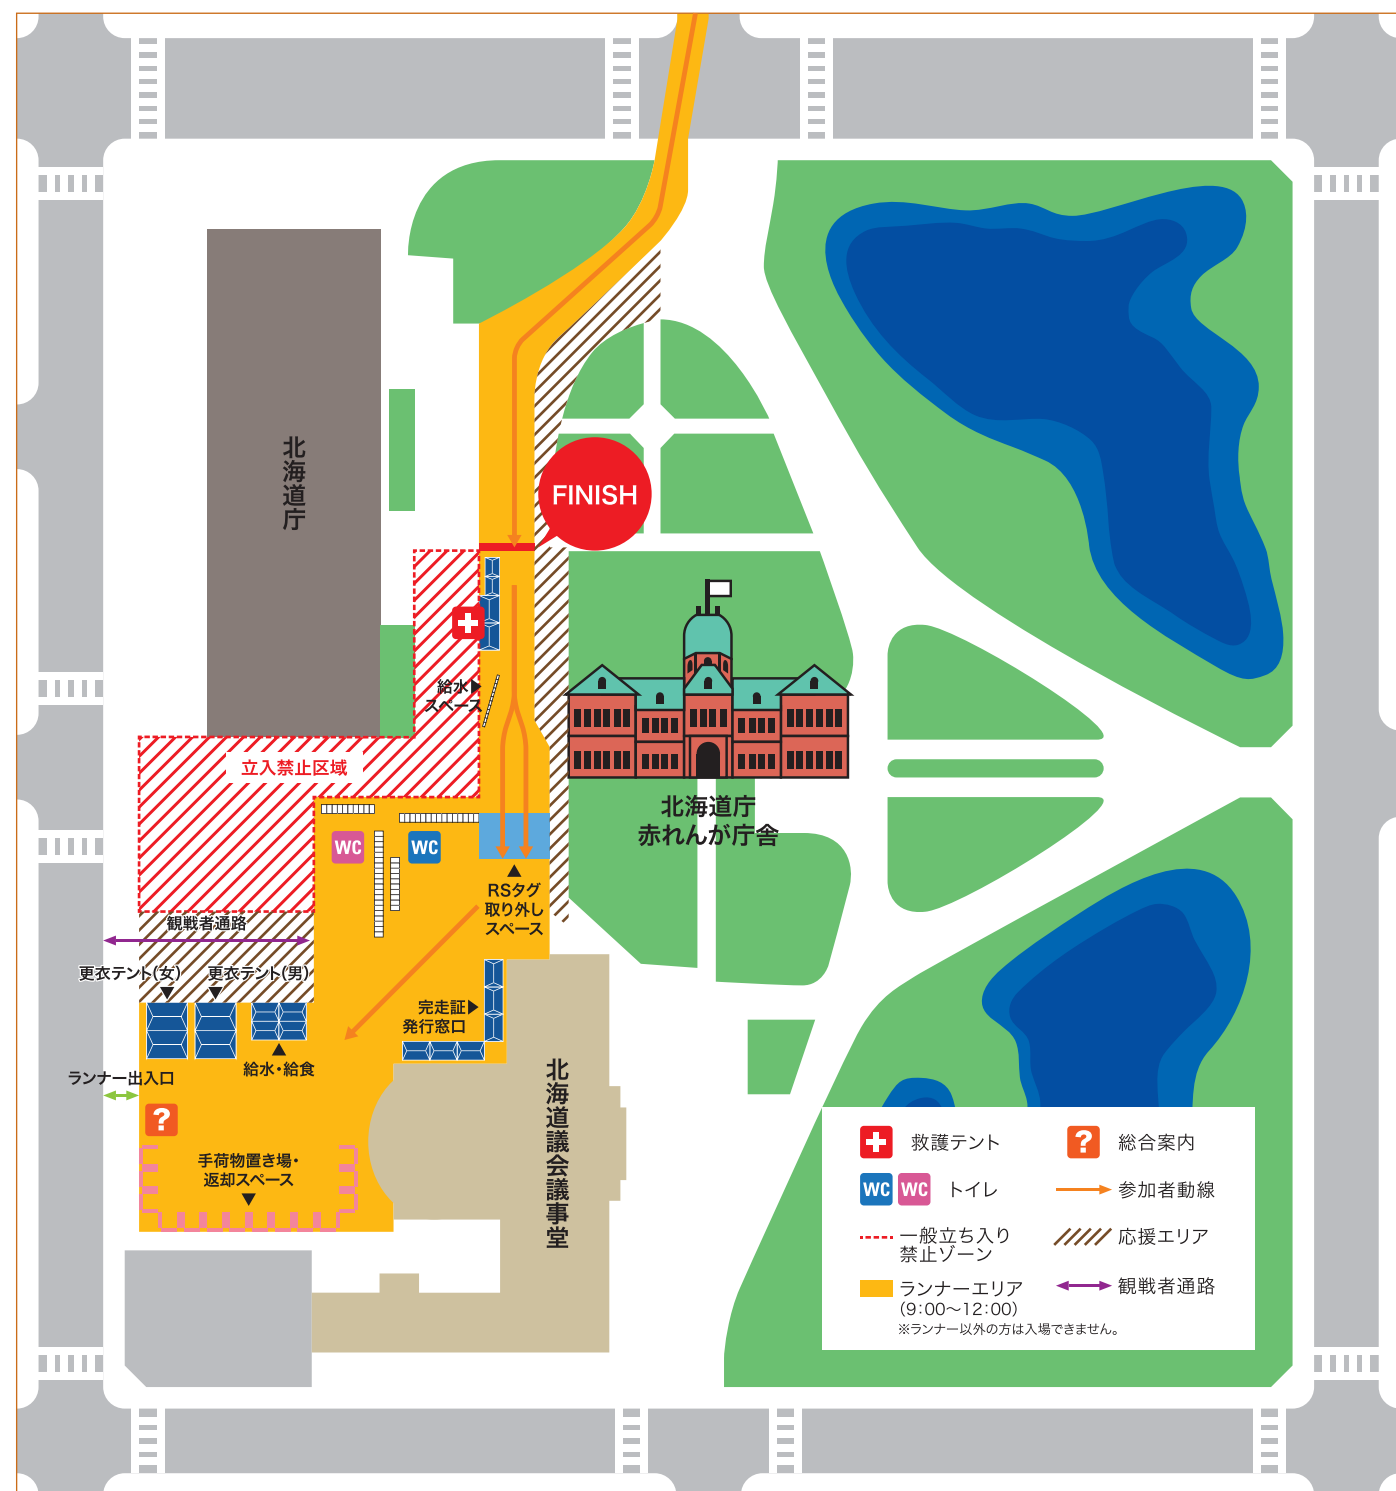 北海道庁
FINISH
給水
スペース
立入禁止区域
北海道庁
赤れんが庁舎
WC
WC
RSタグ
取り外し
スペース
観戦者通路
更衣テント(女)
更衣テント(男)
完走証
発行窓口
給水・給食
ランナー出入口
?
手荷物置き場・
返却スペース
北海道議会議事堂
救護テント
?
総合案内
WC
WC
トイレ
参加者動線
一般立ち入り
禁止ゾーン
応援エリア
ランナーエリア
(9:00～12:00)
※ランナー以外の方は入場できません。
観戦者通路